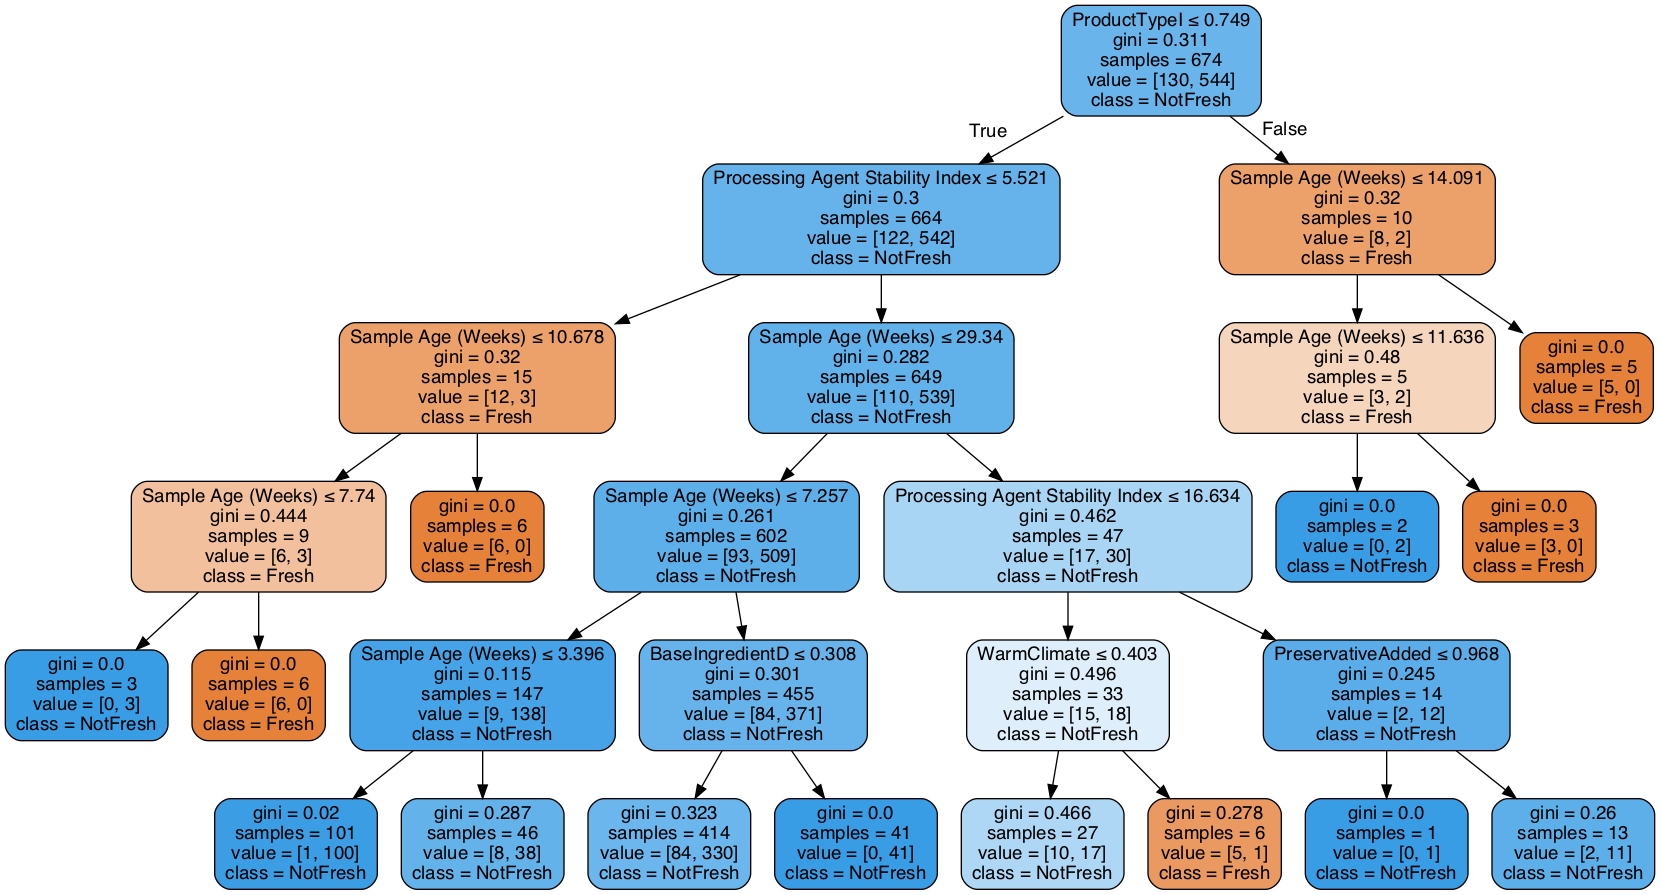 ProductTypeI ≤ 0.749
gini = 0.311
samples = 674
value = [130, 544]
class = NotFresh
True
False
Processing Agent Stability Index ≤ 5.521
gini = 0.3
samples = 664
value = [122, 542]
class = NotFresh
Sample Age (Weeks) ≤ 14.091
gini = 0.32
samples = 10
value = [8, 2]
class = Fresh
Sample Age (Weeks) ≤ 10.678
gini = 0.32
samples = 15
value = [12, 3]
class = Fresh
Sample Age (Weeks) ≤ 29.34
gini = 0.282
samples = 649
value = [110, 539]
class = NotFresh
Sample Age (Weeks) ≤ 11.636
gini = 0.48
samples = 5
value = [3, 2]
class = Fresh
gini = 0.0
samples = 5
value = [5, 0]
class = Fresh
Sample Age (Weeks) ≤ 7.74
gini = 0.444
samples = 9
value = [6, 3]
class = Fresh
gini = 0.0
samples = 6
value = [6, 0]
class = Fresh
Sample Age (Weeks) ≤ 7.257
gini = 0.261
samples = 602
value = [93, 509]
class = NotFresh
Processing Agent Stability Index ≤ 16.634
gini = 0.462
samples = 47
value = [17, 30]
class = NotFresh
gini = 0.0
samples = 2
value = [0, 2]
class = NotFresh
gini = 0.0
samples = 3
value = [3, 0]
class = Fresh
gini = 0.0
samples = 3
value = [0, 3]
class = NotFresh
gini = 0.0
samples = 6
value = [6, 0]
class = Fresh
Sample Age (Weeks) ≤ 3.396
gini = 0.115
samples = 147
value = [9, 138]
class = NotFresh
BaseIngredientD ≤ 0.308
gini = 0.301
samples = 455
value = [84, 371]
class = NotFresh
WarmClimate ≤ 0.403
gini = 0.496
samples = 33
value = [15, 18]
class = NotFresh
PreservativeAdded ≤ 0.968
gini = 0.245
samples = 14
value = [2, 12]
class = NotFresh
gini = 0.02
samples = 101
value = [1, 100]
class = NotFresh
gini = 0.287
samples = 46
value = [8, 38]
class = NotFresh
gini = 0.323
samples = 414
value = [84, 330]
class = NotFresh
gini = 0.0
samples = 41
value = [0, 41]
class = NotFresh
gini = 0.466
samples = 27
value = [10, 17]
class = NotFresh
gini = 0.278
samples = 6
value = [5, 1]
class = Fresh
gini = 0.0
samples = 1
value = [0, 1]
class = NotFresh
gini = 0.26
samples = 13
value = [2, 11]
class = NotFresh